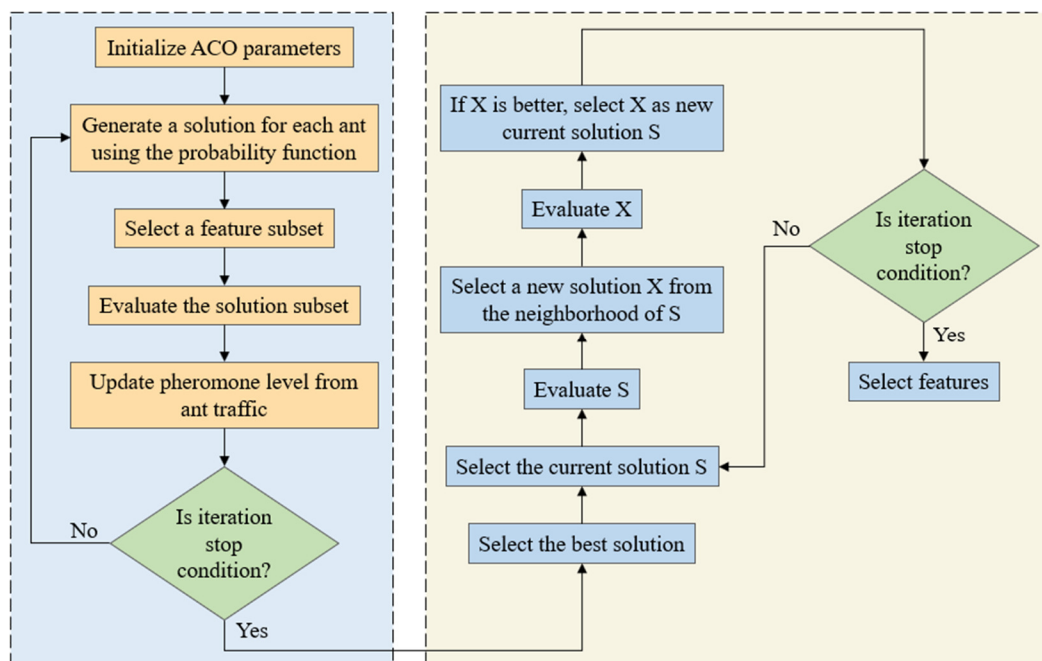 Initialize ACO parameters
Generate a solution for each ant
using the probability function
Select a feature subset
Evaluate the solution subset
Update pheromone level from
ant traffic
Is iteration
stop
condition?
No
Yes
Select the best solution
Select the current solution S
Evaluate S
Select a new solution X from
the neighborhood of S
Evaluate X
If X is better, select X as new
current solution S
Is iteration
stop
condition?
No
Yes
Select features